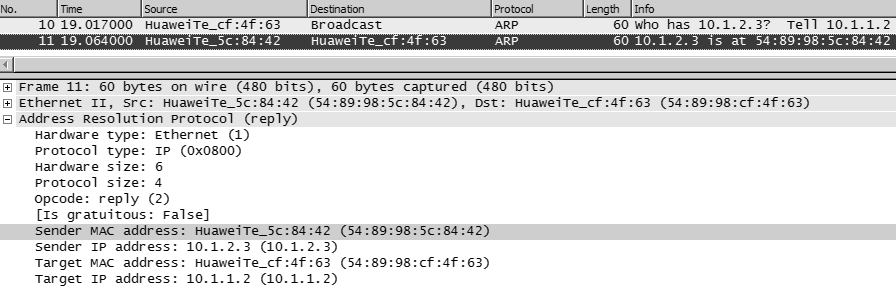 No. Time Source Destination Protocol Length Info
10 19.017000 HuaweiTe_cf:4f:63 Broadcast ARP 60 Who has 10.1.2.3? Tell 10.1.1.2
11 19.064000 HuaweiTe_5c:84:42 HuaweiTe_cf:4f:63 ARP 60 10.1.2.3 is at 54:89:98:5c:84:42
Frame 11: 60 bytes on wire (480 bits), 60 bytes captured (480 bits)
Ethernet II, Src: HuaweiTe_5c:84:42 (54:89:98:5c:84:42), Dst: HuaweiTe_cf:4f:63 (54:89:98:cf:4f:63)
Address Resolution Protocol (reply)
Hardware type: Ethernet (1)
Protocol type: IP (0x0800)
Hardware size: 6
Protocol size: 4
Opcode: reply (2)
[Is gratuitous: False]
Sender MAC address: HuaweiTe_5c:84:42 (54:89:98:5c:84:42)
Sender IP address: 10.1.2.3 (10.1.2.3)
Target MAC address: HuaweiTe_cf:4f:63 (54:89:98:cf:4f:63)
Target IP address: 10.1.1.2 (10.1.1.2)